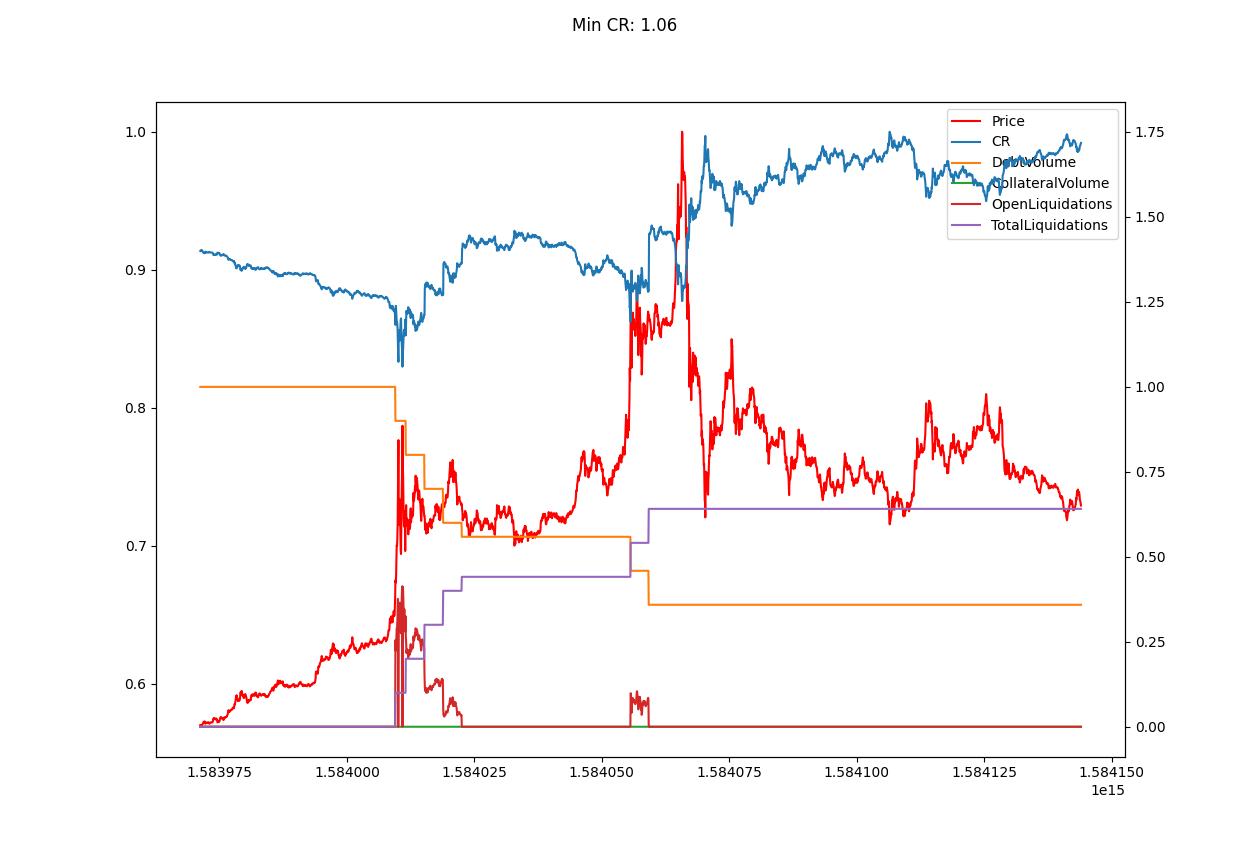 Min CR: 1.06
1.0
0.9
0.8
0.7
0.6
Price
CR
DebtVolume
CollateralVolume
OpenLiquidations
TotalLiquidations
1.75
1.50
1.25
1.00
0.75
0.50
0.25
0.00
1.583975 1.584000 1.584025 1.584050 1.584075 1.584100 1.584125 1.584150
1e15